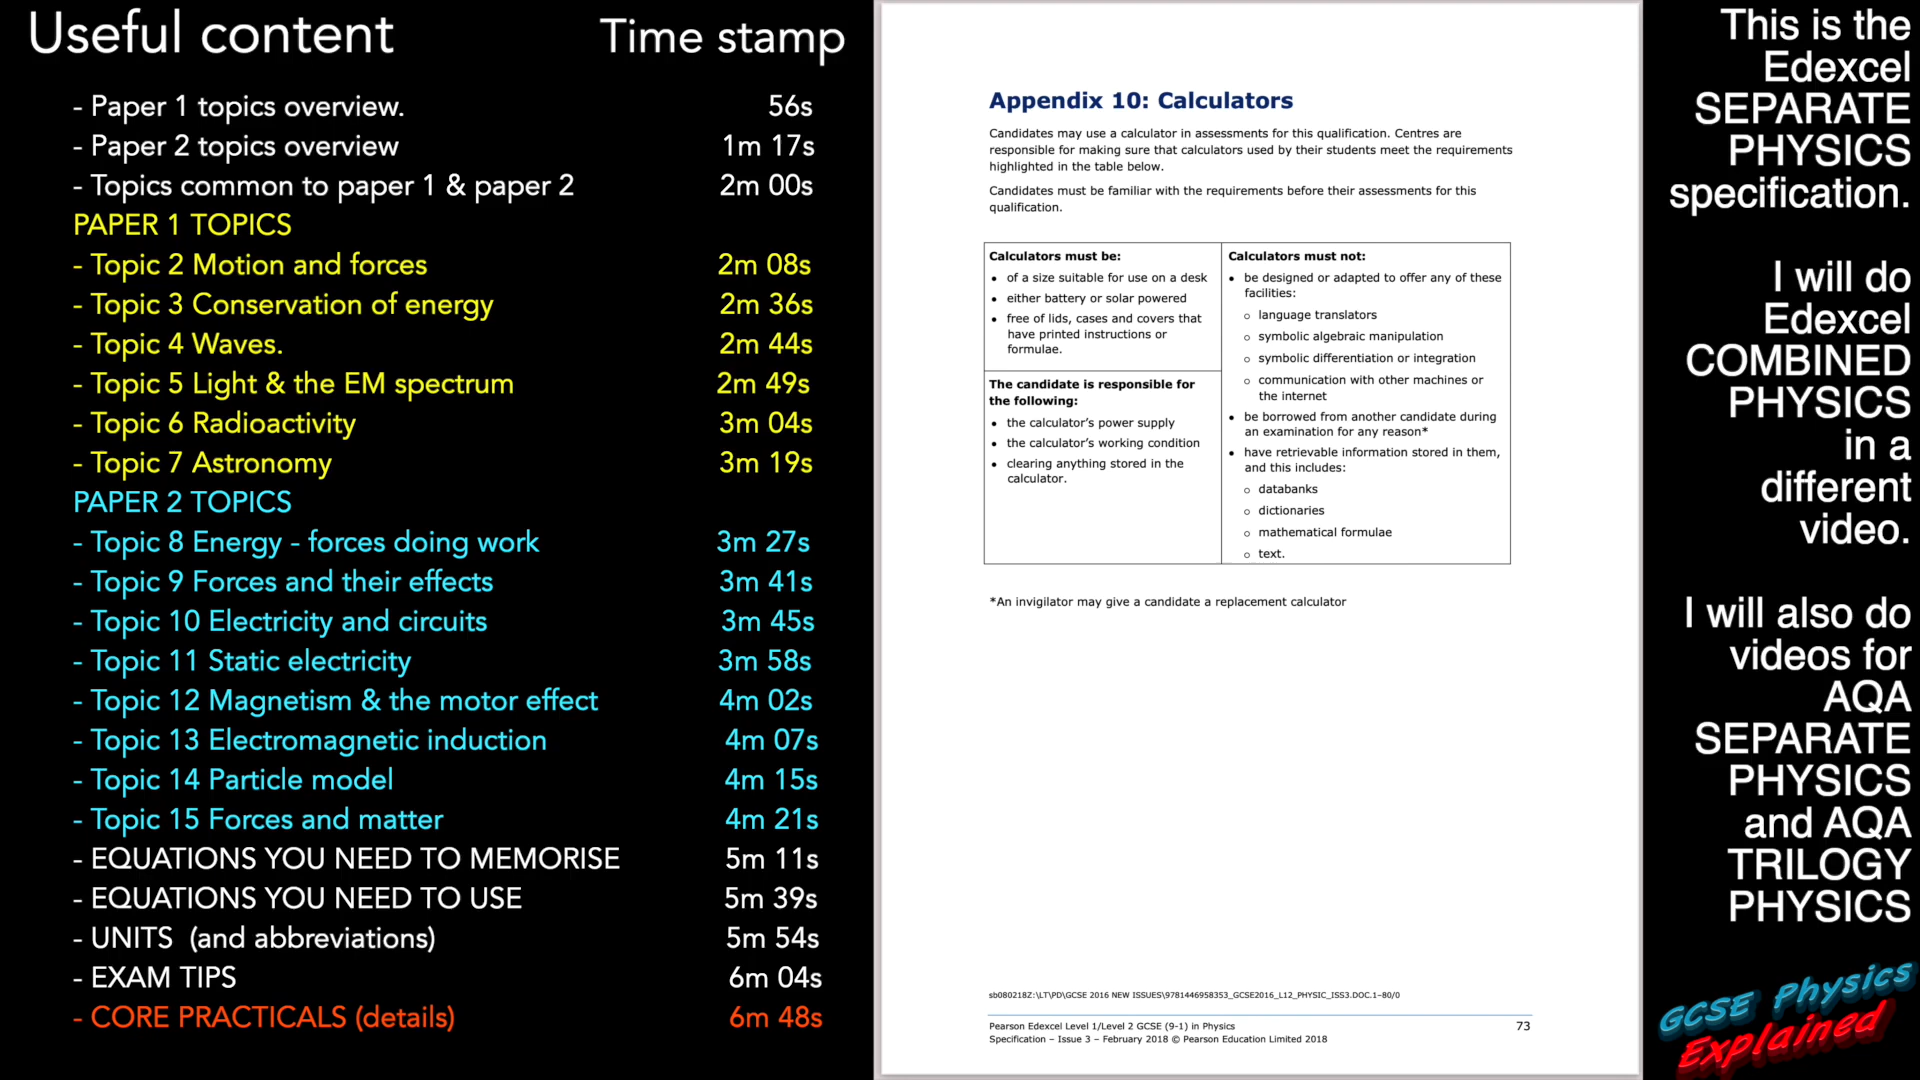 Useful content Time stamp
- Paper 1 topics overview. 56s
- Paper 2 topics overview 1m 17s
- Topics common to paper 1 & paper 2 2m 00s
PAPER 1 TOPICS
- Topic 2 Motion and forces 2m 08s
- Topic 3 Conservation of energy 2m 36s
- Topic 4 Waves. 2m 44s
- Topic 5 Light & the EM spectrum 2m 49s
- Topic 6 Radioactivity 3m 04s
- Topic 7 Astronomy 3m 19s
PAPER 2 TOPICS
- Topic 8 Energy - forces doing work 3m 27s
- Topic 9 Forces and their effects 3m 41s
- Topic 10 Electricity and circuits 3m 45s
- Topic 11 Static electricity 3m 58s
- Topic 12 Magnetism & the motor effect 4m 02s
- Topic 13 Electromagnetic induction 4m 07s
- Topic 14 Particle model 4m 15s
- Topic 15 Forces and matter 4m 21s
- EQUATIONS YOU NEED TO MEMORISE 5m 11s
- EQUATIONS YOU NEED TO USE 5m 39s
- UNITS (and abbreviations) 5m 54s
- EXAM TIPS 6m 04s
- CORE PRACTICALS (details) 6m 48s
Appendix 10: Calculators
Candidates may use a calculator in assessments for this qualification. Centres are
responsible for making sure that calculators used by their students meet the requirements
highlighted in the table below.
Candidates must be familiar with the requirements before their assessments for this
qualification.
Calculators must be:
• of a size suitable for use on a desk
• either battery or solar powered
• free of lids, cases and covers that
have printed instructions or
formulae.
The candidate is responsible for
the following:
• the calculator's power supply
• the calculator's working condition
• clearing anything stored in the
calculator.
Calculators must not:
• be designed or adapted to offer any of these
facilities:
o language translators
o symbolic algebraic manipulation
o symbolic differentiation or integration
o communication with other machines or
the internet
• be borrowed from another candidate during
an examination for any reason*
• have retrievable information stored in them,
and this includes:
o databanks
o dictionaries
o mathematical formulae
o text.
*An invigilator may give a candidate a replacement calculator
sb080218Z:\LT\PD\GCSE 2016 NEW ISSUES\9781446958353_GCSE2016_L12_PHYSIC_ISS3.DOC.1–80/0
Pearson Edexcel Level 1/Level 2 GCSE (9-1) in Physics 73
Specification – Issue 3 – February 2018 © Pearson Education Limited 2018
This is the
Edexcel
SEPARATE
PHYSICS
specification.
I will do
Edexcel
COMBINED
PHYSICS
in a
different
video.
I will also do
videos for
AQA
SEPARATE
PHYSICS
and AQA
TRILOGY
PHYSICS
GCSE Physics
Explained